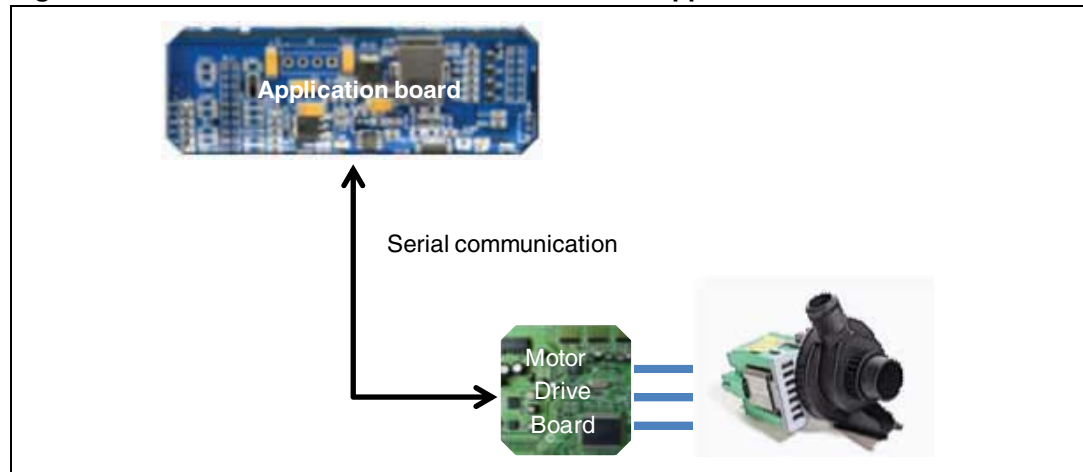 Application board
Serial communication
Motor
Drive
Board